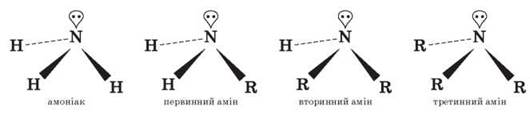 N N N N
H H H R
H H H R R R R R
амоніак первинний амін вторинний амін третинний амін